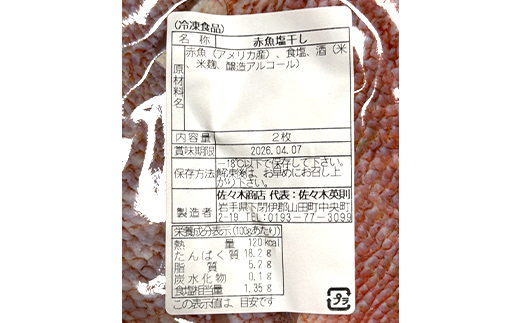 (冷凍食品)
名称 赤魚塩干し
原材料名 赤魚(アメリカ産)、食塩、酒(米
米麹、醸造アルコール)
内容量 2枚
賞味期限 2026.04.07
保存方法 -18℃以下で保存して下さい。
解凍後は、お早めにお召し上
がり下さい。
製造者 佐々木商店 代表:佐々木英則
岩手県下閉伊郡山田町中央町
2-19 TEL:0193-77-3099
栄養成分表示(100gあたり)
熱量 120kcal
たんぱく質 18.2g
脂質 5.2g
炭水化物 0.1g
食塩相当量 1.35g
この表示値は、目安です
プラ